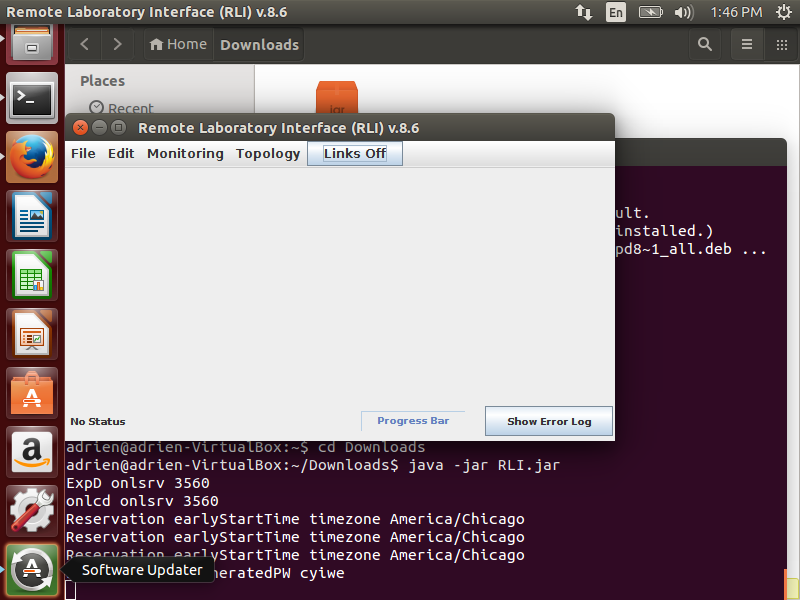 Remote Laboratory Interface (RLI) v.8.6
En
1:46 PM
Home
Downloads
Places
Recent
jar
Remote Laboratory Interface (RLI) v.8.6
File Edit Monitoring Topology Links Off
ult.
installed.)
pd8~1_all.deb ...
No Status
Progress Bar
Show Error Log
adrien@adrien-VirtualBox:~$ cd Downloads
adrien@adrien-VirtualBox:~/Downloads$ java -jar RLI.jar
ExpD onlsrv 3560
onlcd onlsrv 3560
Reservation earlyStartTime timezone America/Chicago
Reservation earlyStartTime timezone America/Chicago
Reservation earlyStartTime timezone America/Chicago
Software Updater
neratedPW cyiwe